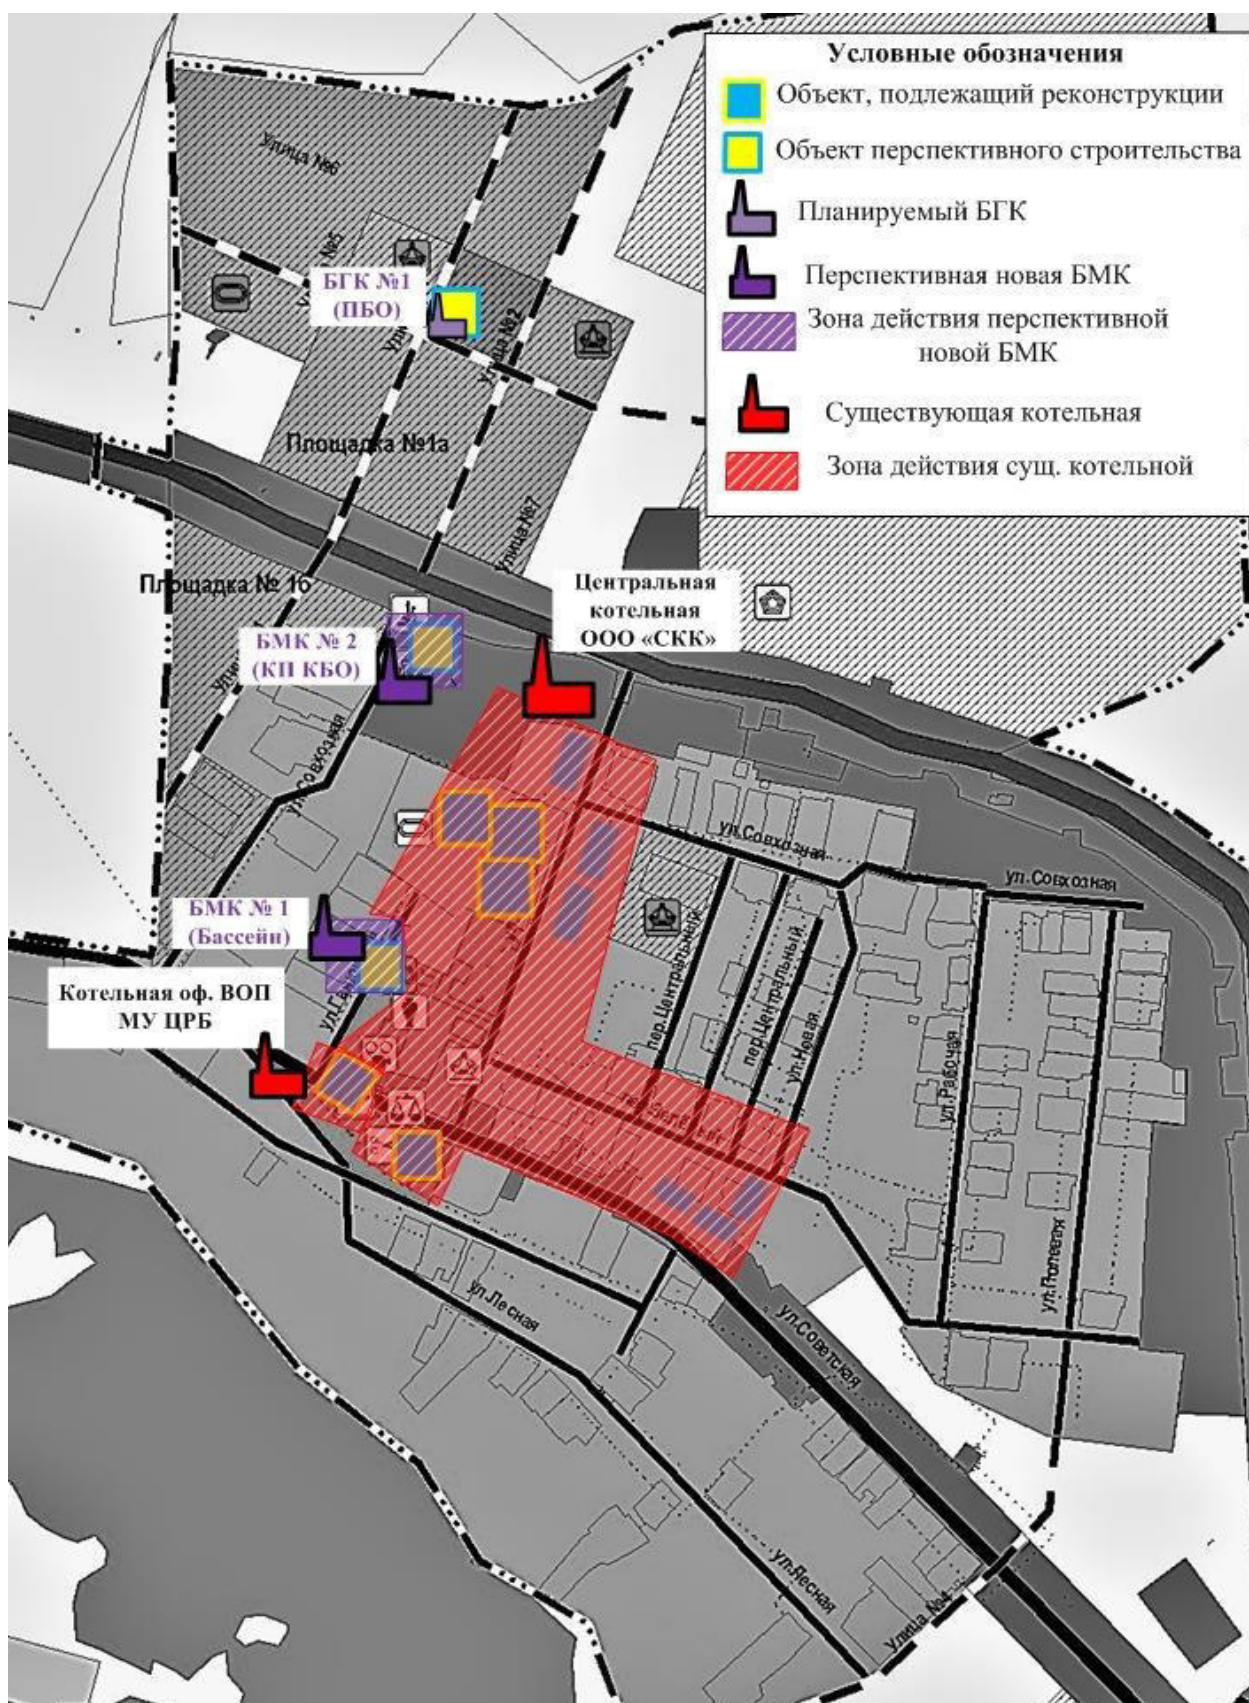 Условные обозначения
Объект, подлежащий реконструкции
Объект перспективного строительства
Планируемый БГК
Перспективная новая БМК
Зона действия перспективной
новой БМК
Существующая котельная
Зона действия сущ. котельной
Улица №6
№5
БГК №1
(ПБО)
Улица №2
Площадка №1а
Улица №7
Площадка № 1б
Центральная
котельная
ООО «СКК»
БМК № 2
(КП КБО)
ул.Совхозная
ул.Совхозная
ул.Совхозная
БМК № 1
(Бассейн)
Котельная оф. ВОП
МУ ЦРБ
пер.Центральный
пер.Центральный
ул.Новая
ул.Рабочая
ул.Полевая
ул.Лесная
ул.Советская
ул.Лесная
Улица №4